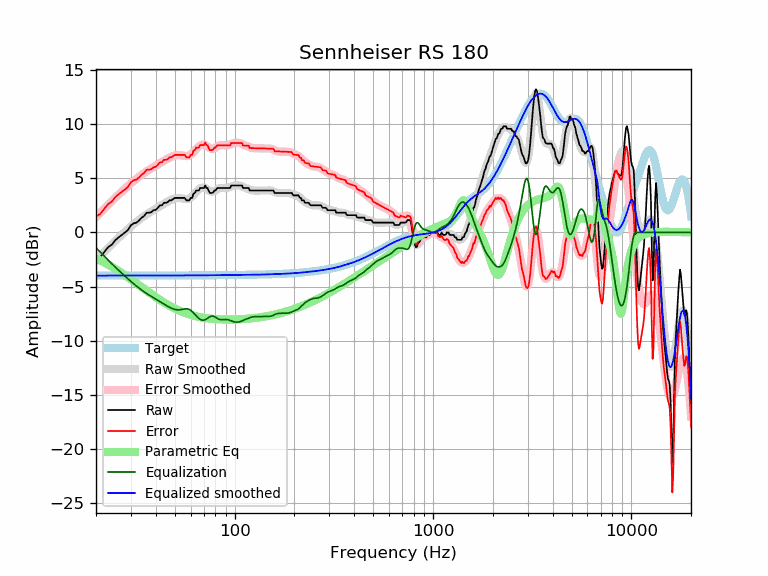 Sennheiser RS 180
15
10
5
0
−5
−10
−15
−20
−25
Amplitude (dBr)
Target
Raw Smoothed
Error Smoothed
Raw
Error
Parametric Eq
Equalization
Equalized smoothed
100 1000 10000
Frequency (Hz)